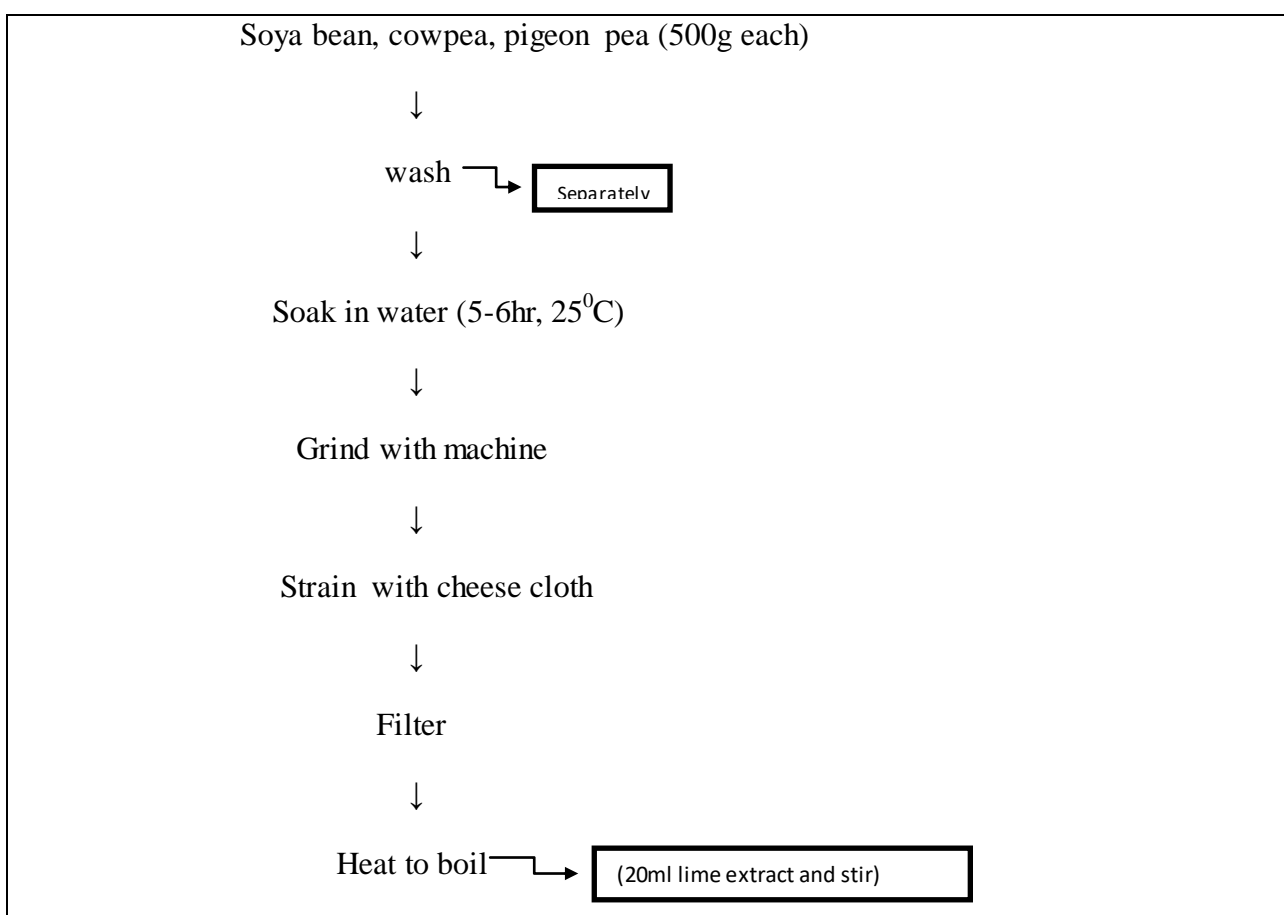 Soya bean, cowpea, pigeon pea (500g each)
↓
wash
Separately
↓
Soak in water (5-6hr, 25⁰C)
↓
Grind with machine
↓
Strain with cheese cloth
↓
Filter
↓
Heat to boil
(20ml lime extract and stir)